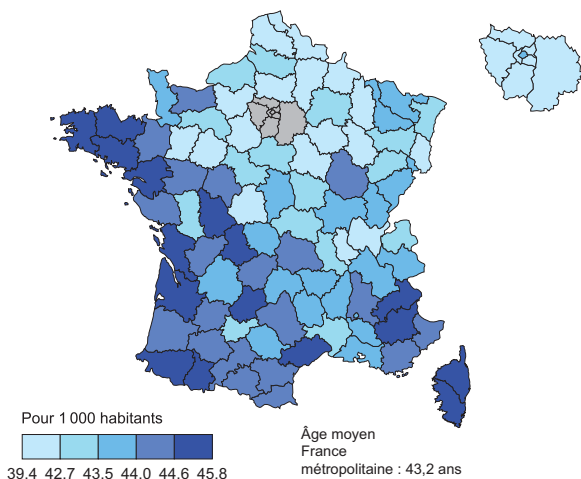 Pour 1 000 habitants
39.4 42.7 43.5 44.0 44.6 45.8
Âge moyen
France
métropolitaine : 43,2 ans